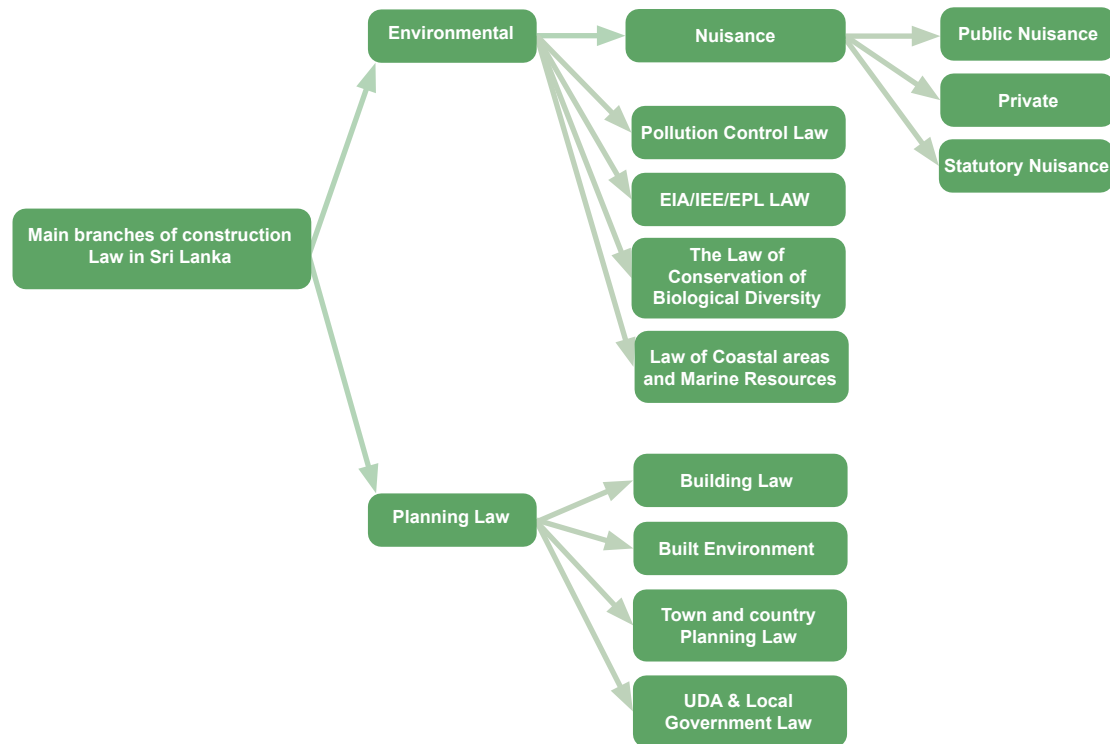 Main branches of construction
Law in Sri Lanka
Environmental
Nuisance
Public Nuisance
Private
Statutory Nuisance
Pollution Control Law
EIA/IEE/EPL LAW
The Law of
Conservation of
Biological Diversity
Law of Coastal areas
and Marine Resources
Planning Law
Building Law
Built Environment
Town and country
Planning Law
UDA & Local
Government Law